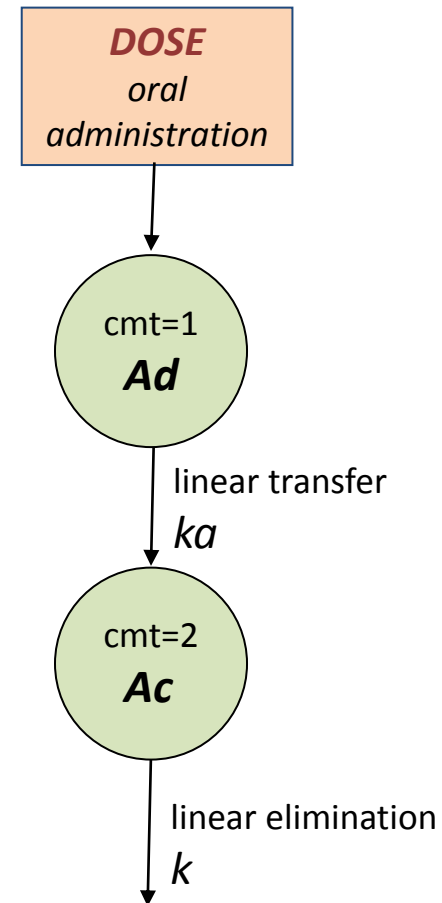 DOSE
oral
administration
cmt=1
Ad
linear transfer
ka
cmt=2
Ac
linear elimination
k